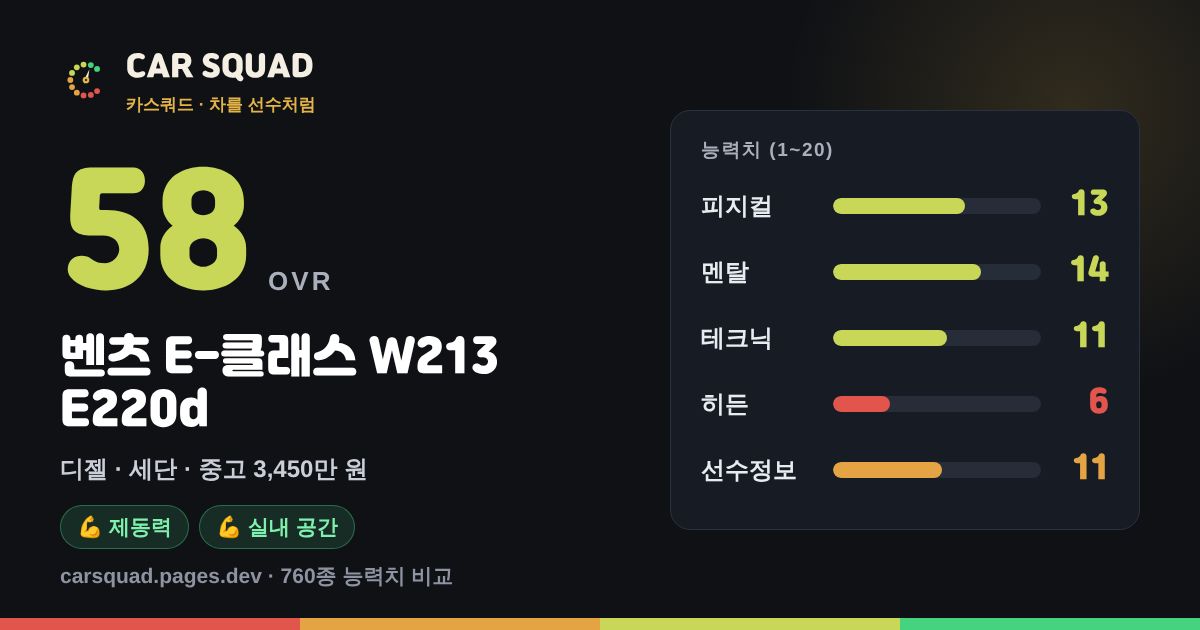 CAR SQUAD
카스쿼드 · 차를 선수처럼
58 OVR
벤츠 E-클래스 W213
E220d
디젤 · 세단 · 중고 3,450만 원
💪 제동력 💪 실내 공간
carsquad.pages.dev · 760종 능력치 비교
능력치 (1~20)
피지컬 13
멘탈 14
테크닉 11
히든 6
선수정보 11